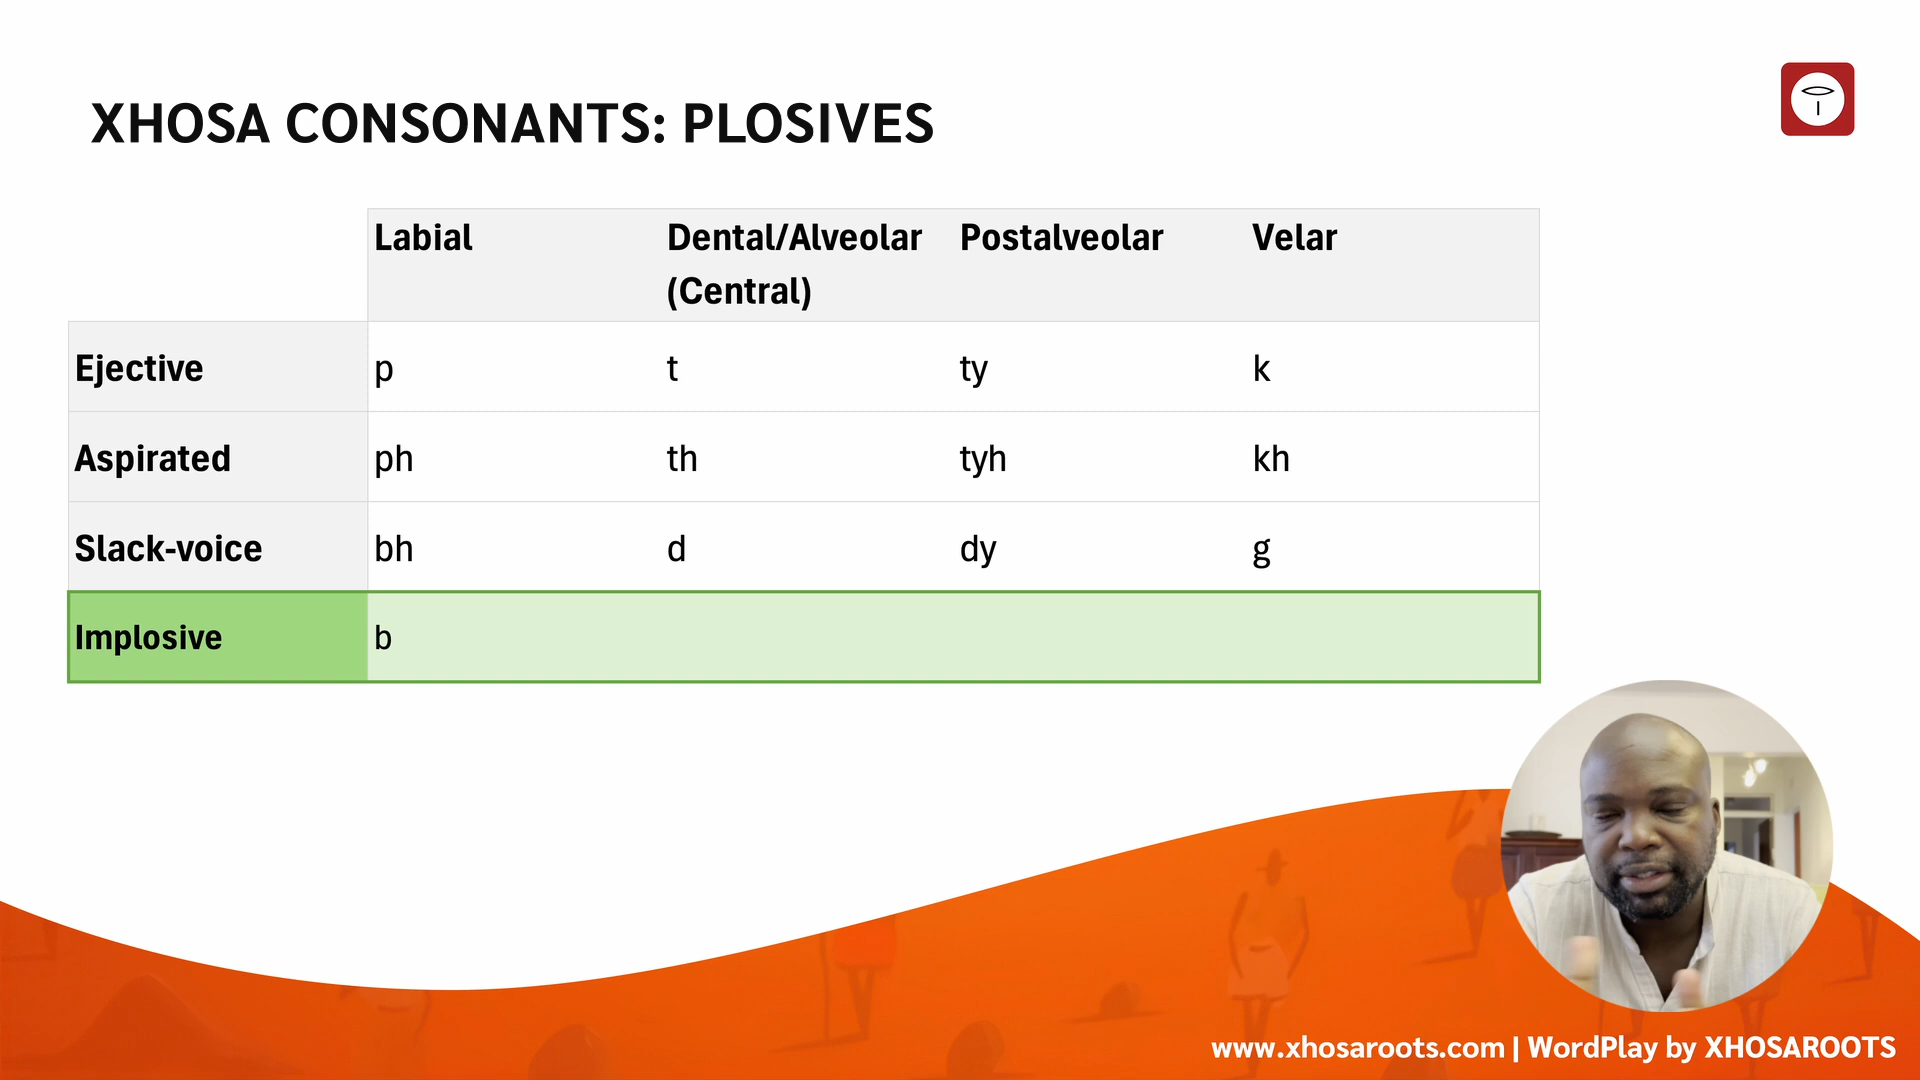 XHOSA CONSONANTS: PLOSIVES
Labial Dental/Alveolar (Central) Postalveolar Velar
Ejective p t ty k
Aspirated ph th tyh kh
Slack-voice bh d dy g
Implosive b
www.xhosaroots.com | WordPlay by XHOSAROOTS